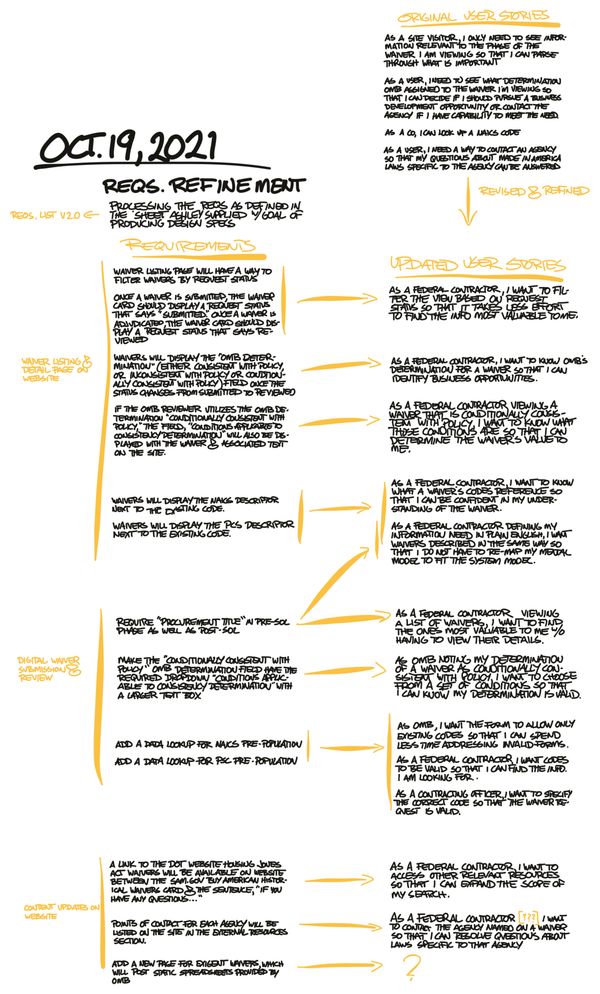 ORIGINAL USER STORIES
AS A SITE VISITOR, I ONLY NEED TO SEE INFOR-
MATION RELEVANT TO THE PHASE OF THE
WAIVER I AM VIEWING SO THAT I CAN PARSE
THROUGH WHAT IS IMPORTANT
AS A USER, I NEED TO SEE WHAT DETERMINATION
OMB ASSIGNED TO THE WAIVER I'M VIEWING SO
THAT I CAN DECIDE IF I SHOULD PURSUE A BUSINESS
DEVELOPMENT OPPORTUNITY OR CONTACT THE
AGENCY IF I HAVE CAPABILITY TO MEET THE NEED
AS A CO, I CAN LOOK UP A NAICS CODE
AS A USER, I NEED A WAY TO CONTACT AN AGENCY
SO THAT MY QUESTIONS ABOUT MADE IN AMERICA
LAWS SPECIFIC TO THE AGENCY CAN BE ANSWERED
REVISED & REFINED
OCT. 19, 2021
REQS. REFINEMENT
REQS. LIST V2.0
PROCESSING THE REQS AS DEFINED IN
THE SHEET ASHLEY SUPPLIED W/GOAL OF
PRODUCING DESIGN SPECS
REQUIREMENTS
UPDATED USER STORIES
WAIVER LISTING &
DETAIL PAGE ON
WEBSITE
WAIVER LISTING PAGE WILL HAVE A WAY TO
FILTER WAIVERS BY REQUEST STATUS
ONCE A WAIVER IS SUBMITTED, THE WAIVER
CARD SHOULD DISPLAY A REQUEST STATUS
THAT SAYS "SUBMITTED." ONCE A WAIVER IS
ADJUDICATED, THE WAIVER CARD SHOULD DIS-
PLAY A REQUEST STATUS THAT SAYS RE-
VIEWED
AS A FEDERAL CONTRACTOR, I WANT TO FIL-
TER THE VIEW BASED ON REQUEST
STATUS SO THAT IT TAKES LESS EFFORT
TO FIND THE INFO MOST VALUABLE TO ME.
WAIVERS WILL DISPLAY THE "OMB DETER-
MINATION" (EITHER CONSISTENT WITH POLICY,
OR INCONSISTENT WITH POLICY OR CONDITION-
ALLY CONSISTENT WITH POLICY) FIELD ONCE THE
STATUS CHANGES FROM SUBMITTED TO REVIEWED
AS A FEDERAL CONTRACTOR, I WANT TO KNOW OMB'S
DETERMINATION FOR A WAIVER SO THAT I CAN
IDENTIFY BUSINESS OPPORTUNITIES.
IF THE OMB REVIEWER UTILIZES THE OMB DE-
TERMINATION "CONDITIONALLY CONSISTENT WITH
POLICY," THE FIELD, "CONDITIONS APPLICABLE TO
CONSISTENCY DETERMINATION" WILL ALSO BE DIS-
PLAYED WITH THE WAIVER & ASSOCIATED TEXT
ON THE SITE.
AS A FEDERAL CONTRACTOR VIEWING A
WAIVER THAT IS CONDITIONALLY CONSIS-
TENT WITH POLICY, I WANT TO KNOW WHAT
THOSE CONDITIONS ARE SO THAT I CAN
DETERMINE THE WAIVER'S VALUE TO
ME.
WAIVERS WILL DISPLAY THE NAICS DESCRIPTOR
NEXT TO THE EXISTING CODE.
WAIVERS WILL DISPLAY THE PCS DESCRIPTOR
NEXT TO THE EXISTING CODE.
AS A FEDERAL CONTRACTOR, I WANT TO KNOW
WHAT A WAIVER'S CODES REFERENCE SO
THAT I CAN BE CONFIDENT IN MY UNDER-
STANDING OF THE WAIVER.
AS A FEDERAL CONTRACTOR DEFINING MY
INFORMATION NEED IN PLAIN ENGLISH, I WANT
WAIVERS DESCRIBED IN THE SAME WAY SO
THAT I DO NOT HAVE TO RE-MAP MY MENTAL
MODEL TO FIT THE SYSTEM MODEL.
DIGITAL WAIVER
SUBMISSION &
REVIEW
REQUIRE "PROCUREMENT TITLE" IN PRE-SOL
PHASE AS WELL AS POST-SOL
AS A FEDERAL CONTRACTOR VIEWING
A LIST OF WAIVERS, I WANT TO FIND
THE ONES MOST VALUABLE TO ME W/O
HAVING TO VIEW THEIR DETAILS.
MAKE THE "CONDITIONALLY CONSISTENT WITH
POLICY" OMB DETERMINATION FIELD HAVE THE
REQUIRED DROPDOWN "CONDITIONS APPLIC-
ABLE TO CONSISTENCY DETERMINATION" WITH
A LARGER TEXT BOX
AS OMB NOTING MY DETERMINATION
OF A WAIVER AS CONDITIONALLY CON-
SISTENT WITH POLICY, I WANT TO CHOOSE
FROM A SET OF CONDITIONS SO THAT
I CAN KNOW MY DETERMINATION IS VALID.
ADD A DATA LOOKUP FOR NAICS PRE-POPULATION
ADD A DATA LOOKUP FOR PSC PRE-POPULATION
AS OMB, I WANT THE FORM TO ALLOW ONLY
EXISTING CODES SO THAT I CAN SPEND
LESS TIME ADDRESSING INVALID FORMS.
AS A FEDERAL CONTRACTOR I WANT CODES
TO BE VALID SO THAT I CAN FIND THE INFO.
I AM LOOKING FOR.
AS A CONTRACTING OFFICER, I WANT TO SPECIFY
THE CORRECT CODE SO THAT THE WAIVER RE-
QUEST IS VALID.
CONTENT UPDATES ON
WEBSITE
A LINK TO THE DOT WEBSITE HOUSING JONES
ACT WAIVERS WILL BE AVAILABLE ON WEBSITE
BETWEEN THE SAM.GOV "BUY AMERICAN HISTOR-
ICAL WAIVERS CARD & THE SENTENCE, "IF YOU
HAVE ANY QUESTIONS..."
AS A FEDERAL CONTRACTOR, I WANT TO
ACCESS OTHER RELEVANT RESOURCES
SO THAT I CAN EXPAND THE SCOPE OF
MY SEARCH.
POINTS OF CONTACT FOR EACH AGENCY WILL BE
LISTED ON THE SITE IN THE EXTERNAL RESOURCES
SECTION.
AS A FEDERAL CONTRACTOR [???] I WANT
TO CONTACT THE AGENCY NAMED ON A WAIVER
SO THAT I CAN RESOLVE QUESTIONS ABOUT
LAWS SPECIFIC TO THAT AGENCY
ADD A NEW PAGE FOR EXIGENT WAIVERS, WHICH
WILL POST STATIC SPREADSHEETS PROVIDED BY
OMB
?